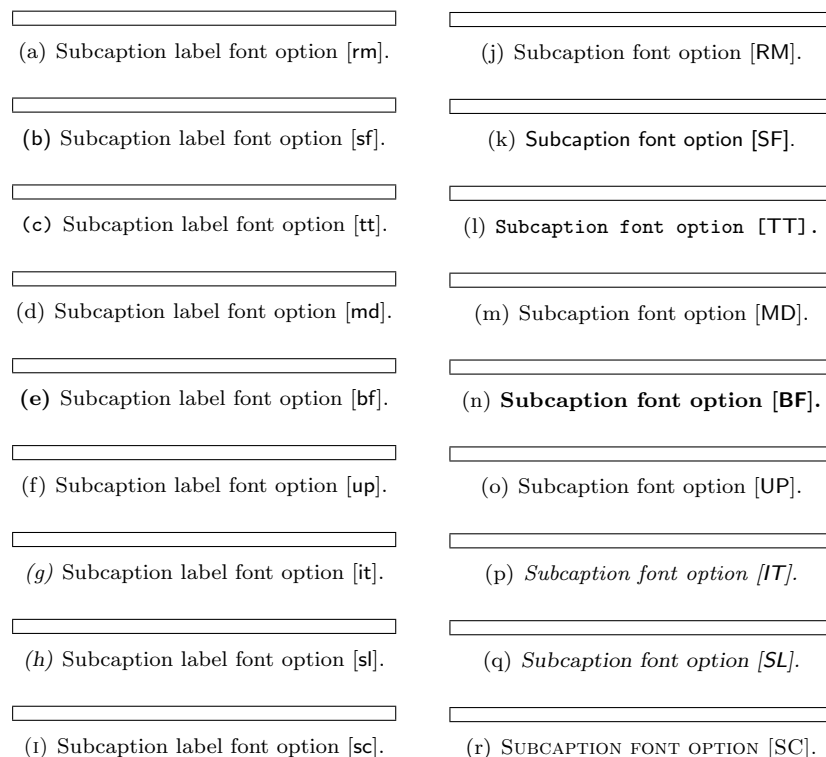 (a) Subcaption label font option [rm].
(b) Subcaption label font option [sf].
(c) Subcaption label font option [tt].
(d) Subcaption label font option [md].
(e) Subcaption label font option [bf].
(f) Subcaption label font option [up].
(g) Subcaption label font option [it].
(h) Subcaption label font option [sl].
(I) Subcaption label font option [sc].
(j) Subcaption font option [RM].
(k) Subcaption font option [SF].
(l) Subcaption font option [TT].
(m) Subcaption font option [MD].
(n) Subcaption font option [BF].
(o) Subcaption font option [UP].
(p) Subcaption font option [IT].
(q) Subcaption font option [SL].
(r) SUBCAPTION FONT OPTION [SC].